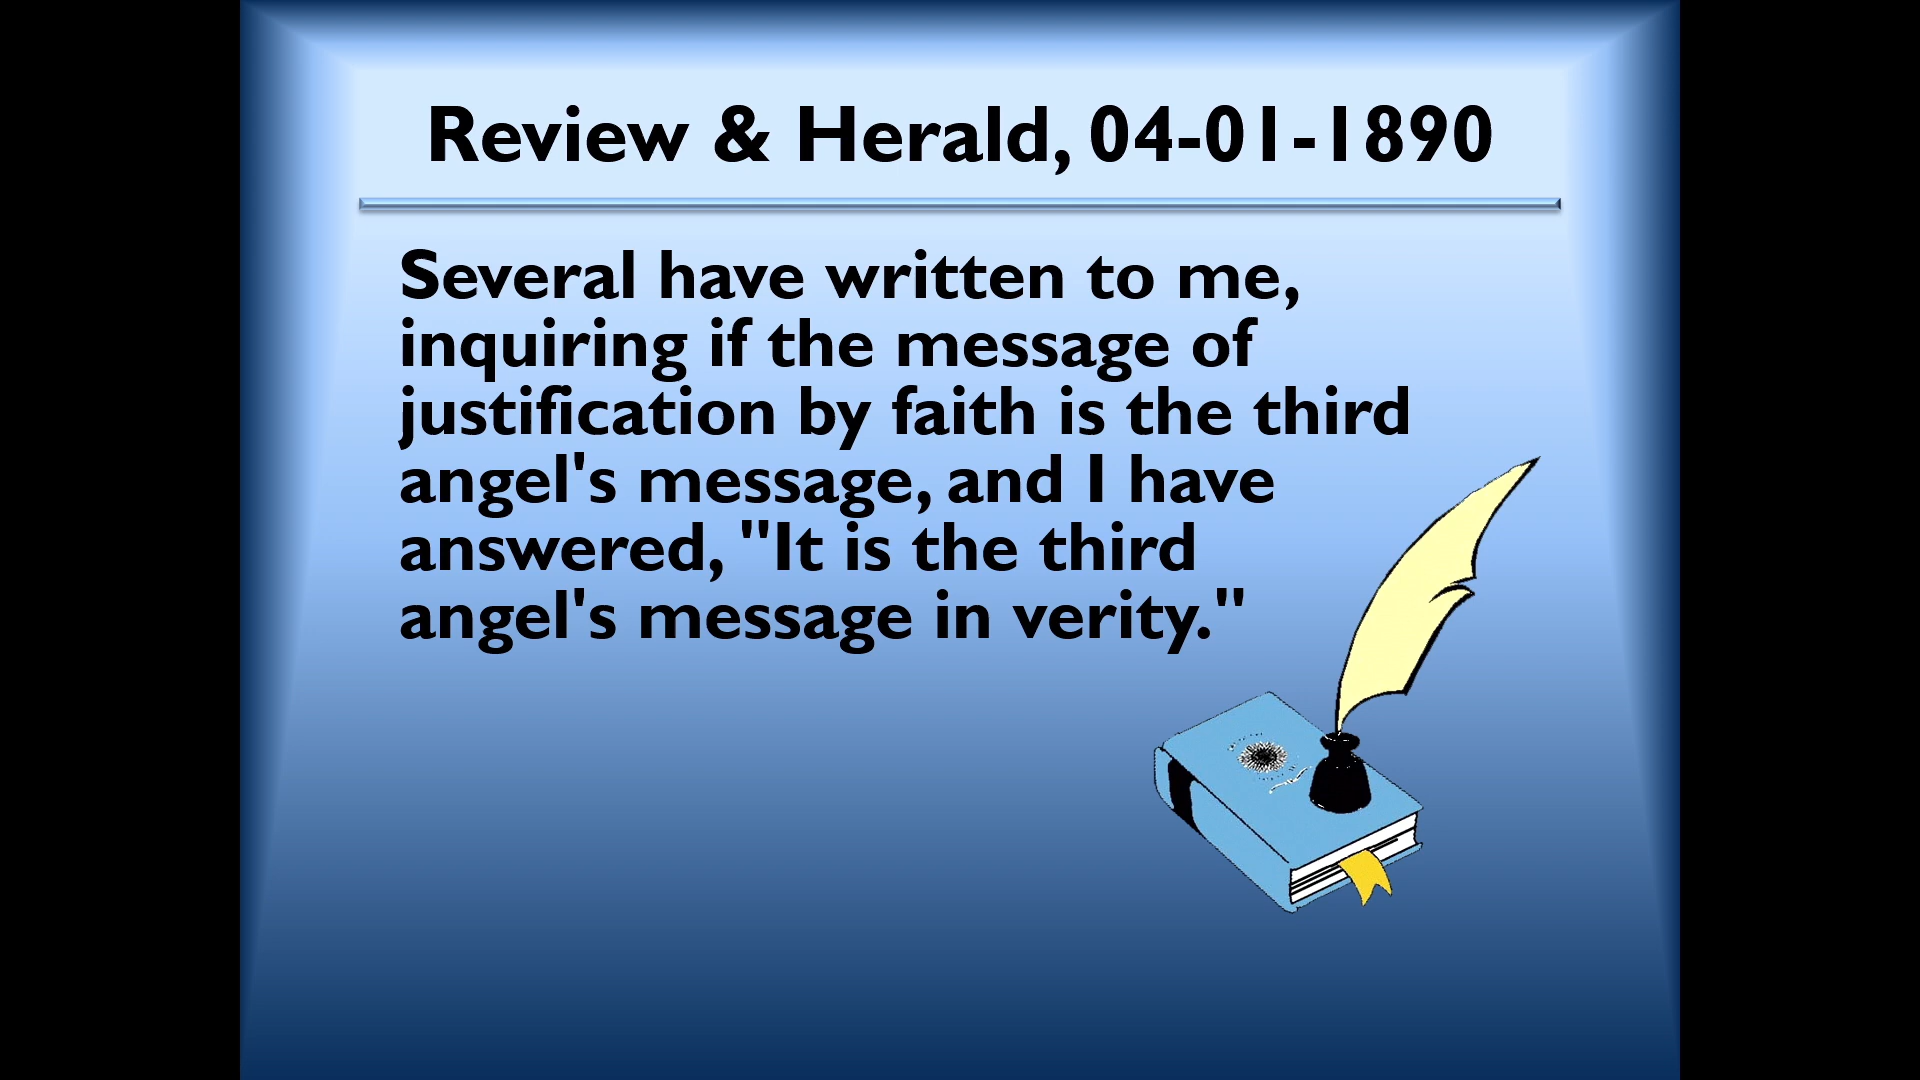 Review & Herald, 04-01-1890
Several have written to me,
inquiring if the message of
justification by faith is the third
angel's message, and I have
answered, "It is the third
angel's message in verity."